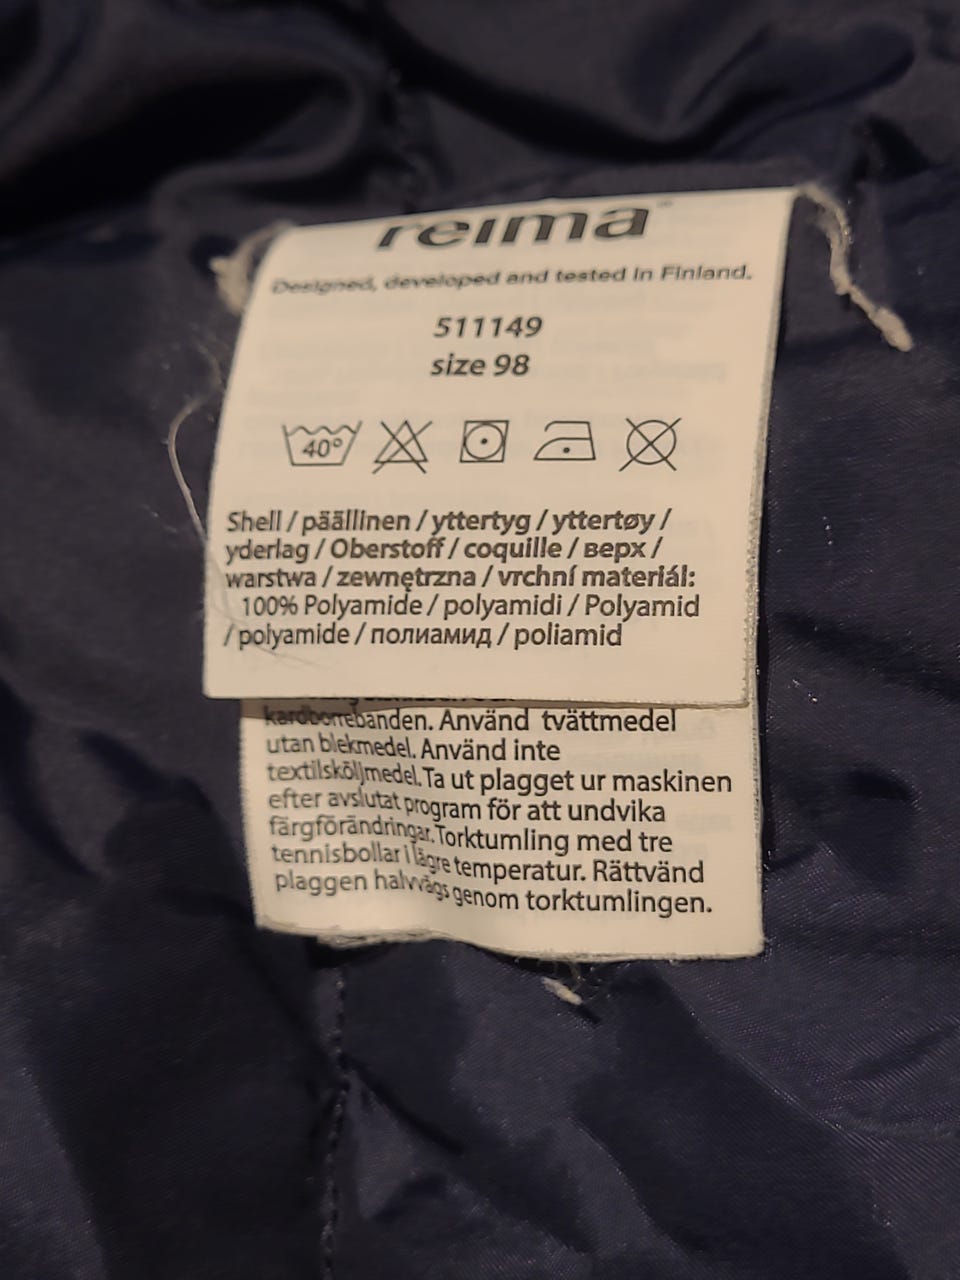 reima
Designed, developed and tested in Finland.
511149
size 98
40°
Shell / päällinen / yttertyg / yttertøy /
yderlag / Oberstoff / coquille / верх /
warstwa / zewnętrzna / vrchní materiál:
100% Polyamide / polyamidi / Polyamid
/ polyamide / полиамид / poliamid
kardborrebanden. Använd tvättmedel
utan blekmedel. Använd inte
textilsköljmedel. Ta ut plagget ur maskinen
efter avslutat program för att undvika
färgförändringar. Torktumling med tre
tennisbollar i lägre temperatur. Rättvänd
plaggen halvvägs genom torktumlingen.